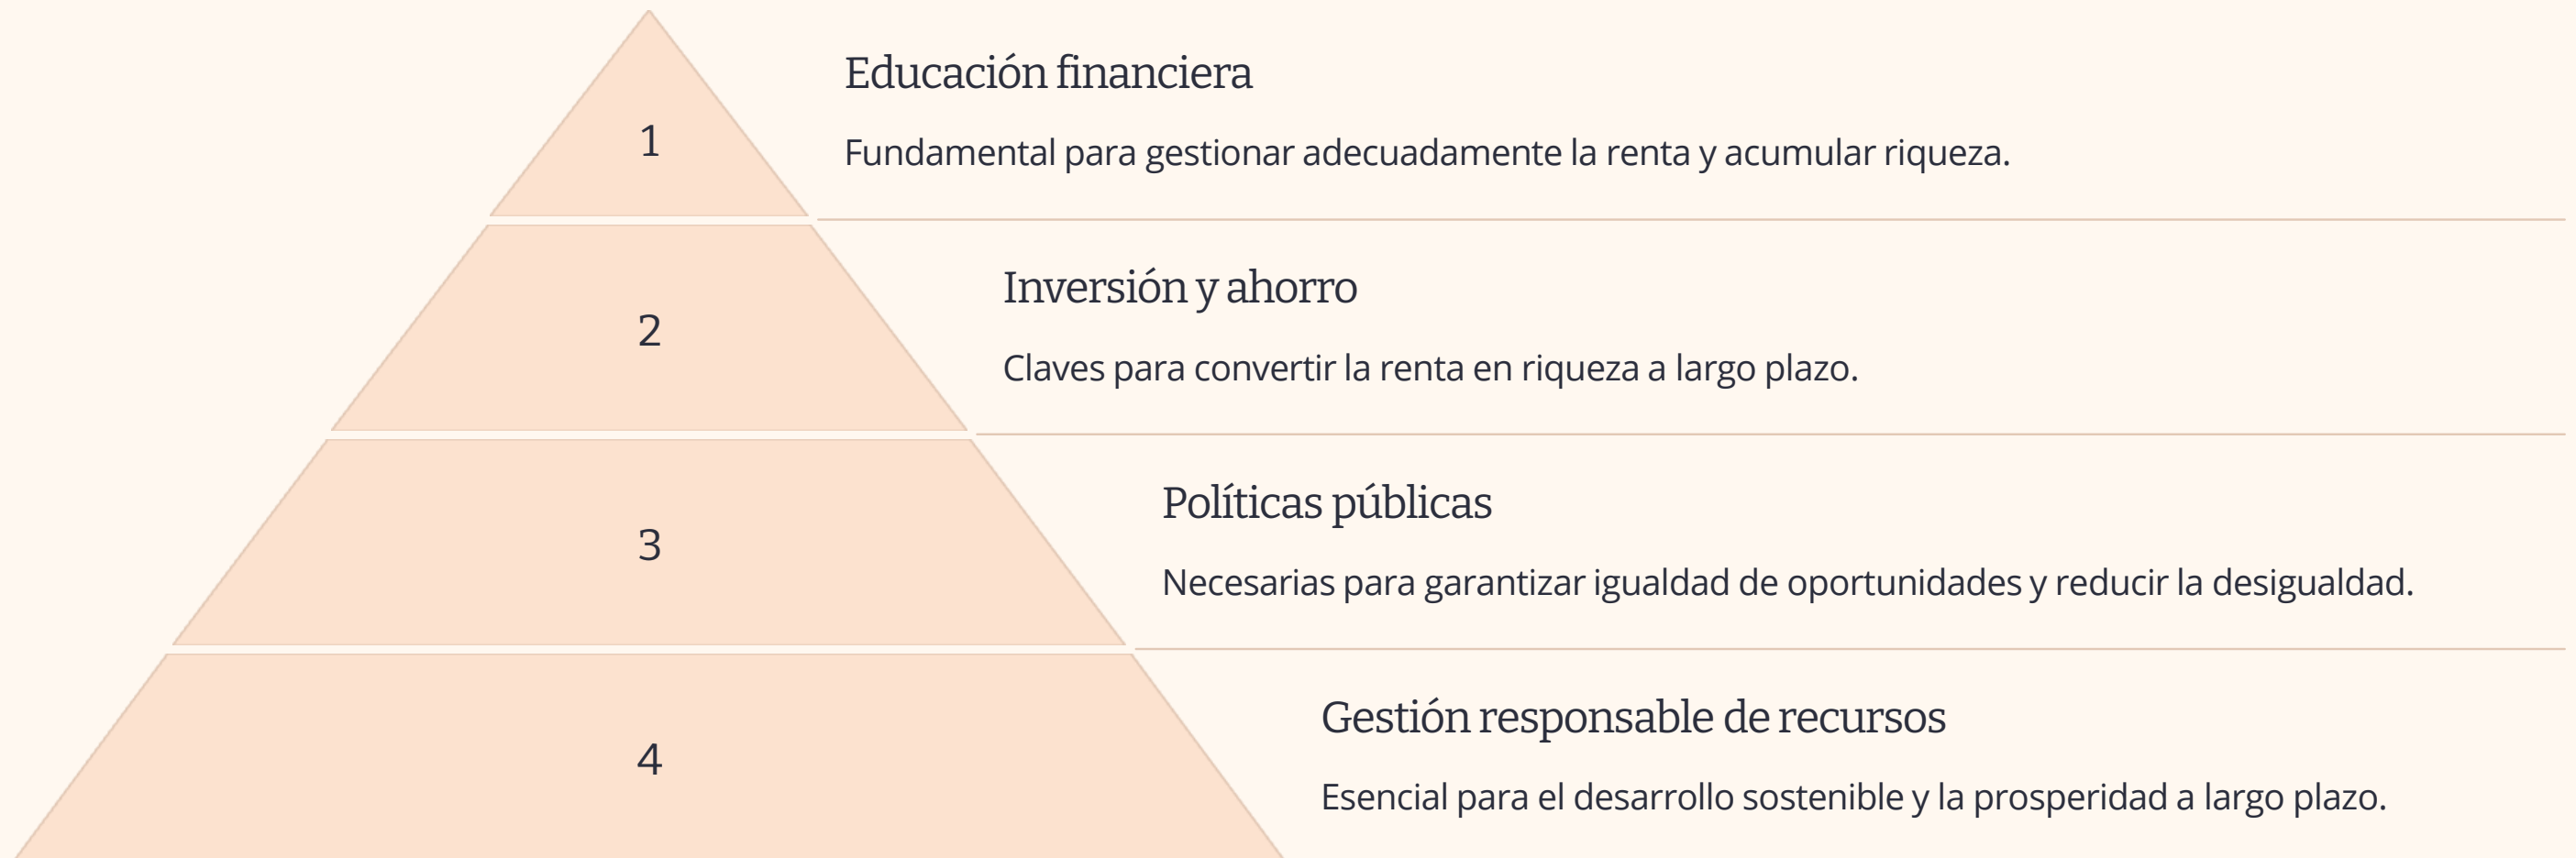 1
Educación financiera
Fundamental para gestionar adecuadamente la renta y acumular riqueza.
2
Inversión y ahorro
Claves para convertir la renta en riqueza a largo plazo.
3
Políticas públicas
Necesarias para garantizar igualdad de oportunidades y reducir la desigualdad.
4
Gestión responsable de recursos
Esencial para el desarrollo sostenible y la prosperidad a largo plazo.